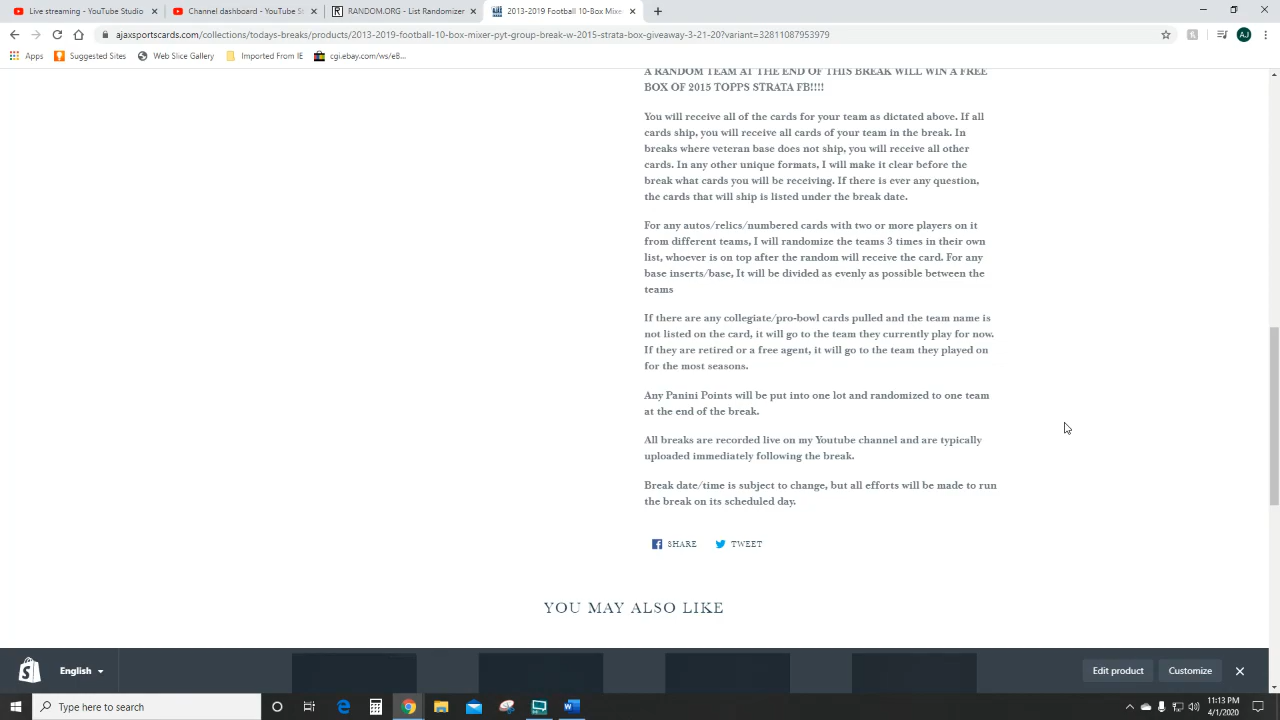 Live streaming - YouTube Studio
Channel dashboard - YouTube St
RANDOM.ORG - List Randomizer
2013-2019 Football 10-Box Mixe
ajaxsportscards.com/collections/todays-breaks/products/2013-2019-football-10-box-mixer-pyt-group-break-w-2015-strata-box-giveaway-3-21-20?variant=32811087953979
AJ
Apps
Suggested Sites
Web Slice Gallery
Imported From IE
cgi.ebay.com/ws/eB...
A RANDOM TEAM AT THE END OF THIS BREAK WILL WIN A FREE
BOX OF 2015 TOPPS STRATA FB!!!!
You will receive all of the cards for your team as dictated above. If all
cards ship, you will receive all cards of your team in the break. In
breaks where veteran base does not ship, you will receive all other
cards. In any other unique formats, I will make it clear before the
break what cards you will be receiving. If there is ever any question,
the cards that will ship is listed under the break date.
For any autos/relics/numbered cards with two or more players on it
from different teams, I will randomize the teams 3 times in their own
list, whoever is on top after the random will receive the card. For any
base inserts/base, It will be divided as evenly as possible between the
teams
If there are any collegiate/pro-bowl cards pulled and the team name is
not listed on the card, it will go to the team they currently play for now.
If they are retired or a free agent, it will go to the team they played on
for the most seasons.
Any Panini Points will be put into one lot and randomized to one team
at the end of the break.
All breaks are recorded live on my Youtube channel and are typically
uploaded immediately following the break.
Break date/time is subject to change, but all efforts will be made to run
the break on its scheduled day.
SHARE
TWEET
YOU MAY ALSO LIKE
English
Edit product
Customize
Type here to search
11:13 PM
4/1/2020